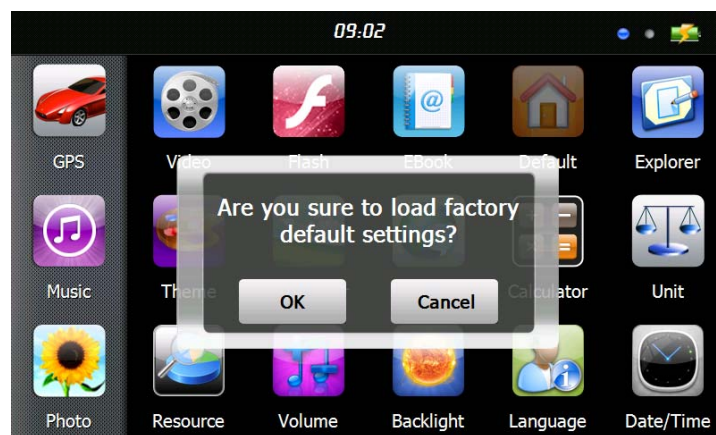 09:02
GPS
Video
Flash
EBook
Default
Explorer
Are you sure to load factory
default settings?
OK
Cancel
Music
Theme
Calculator
Unit
Photo
Resource
Volume
Backlight
Language
Date/Time